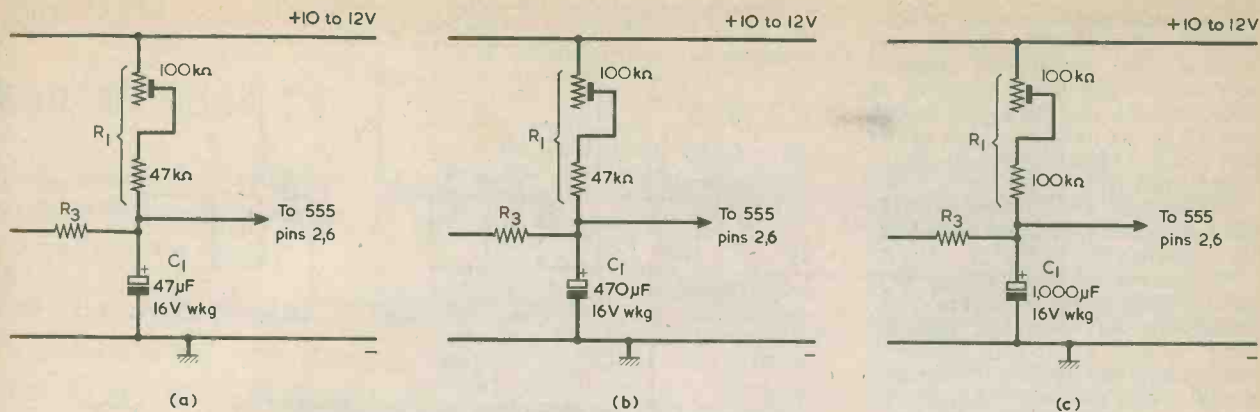 +10 to 12V
100kΩ
R1
47kΩ
R3
To 555
pins 2,6
C1
+
47µF
16V wkg
–
(a)
+10 to 12V
100kΩ
R1
47kΩ
R3
To 555
pins 2,6
C1
+
470µF
16V wkg
–
(b)
+10 to 12V
100kΩ
R1
100kΩ
R3
To 555
pins 2,6
C1
+
1,000µF
16V wkg
–
(c)